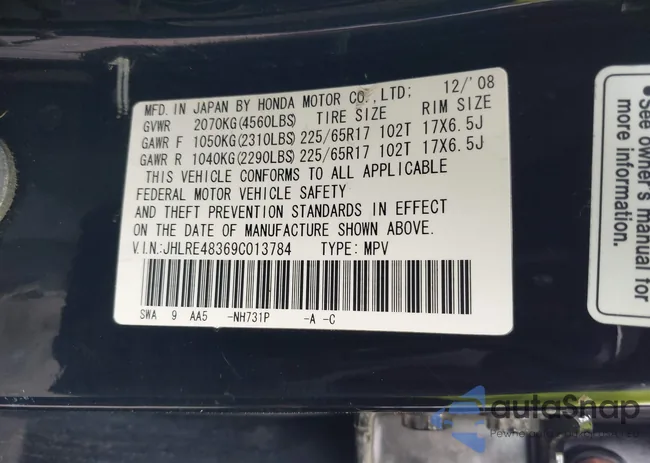 MFD. IN JAPAN BY HONDA MOTOR CO., LTD: 12/'08
GVWR 2070KG(4560LBS) TIRE SIZE RIM SIZE
GAWR F 1050KG(2310LBS) 225/65R17 102T 17X6.5J
GAWR R 1040KG(2290LBS) 225/65R17 102T 17X6.5J
THIS VEHICLE CONFORMS TO ALL APPLICABLE
FEDERAL MOTOR VEHICLE SAFETY
AND THEFT PREVENTION STANDARDS IN EFFECT
ON THE DATE OF MANUFACTURE SHOWN ABOVE.
V.I.N.:JHLRE48369C013784 TYPE: MPV
SWA 9 AA5 -NH731P -A -C
●See owner's manual for
more information.
autoSnap